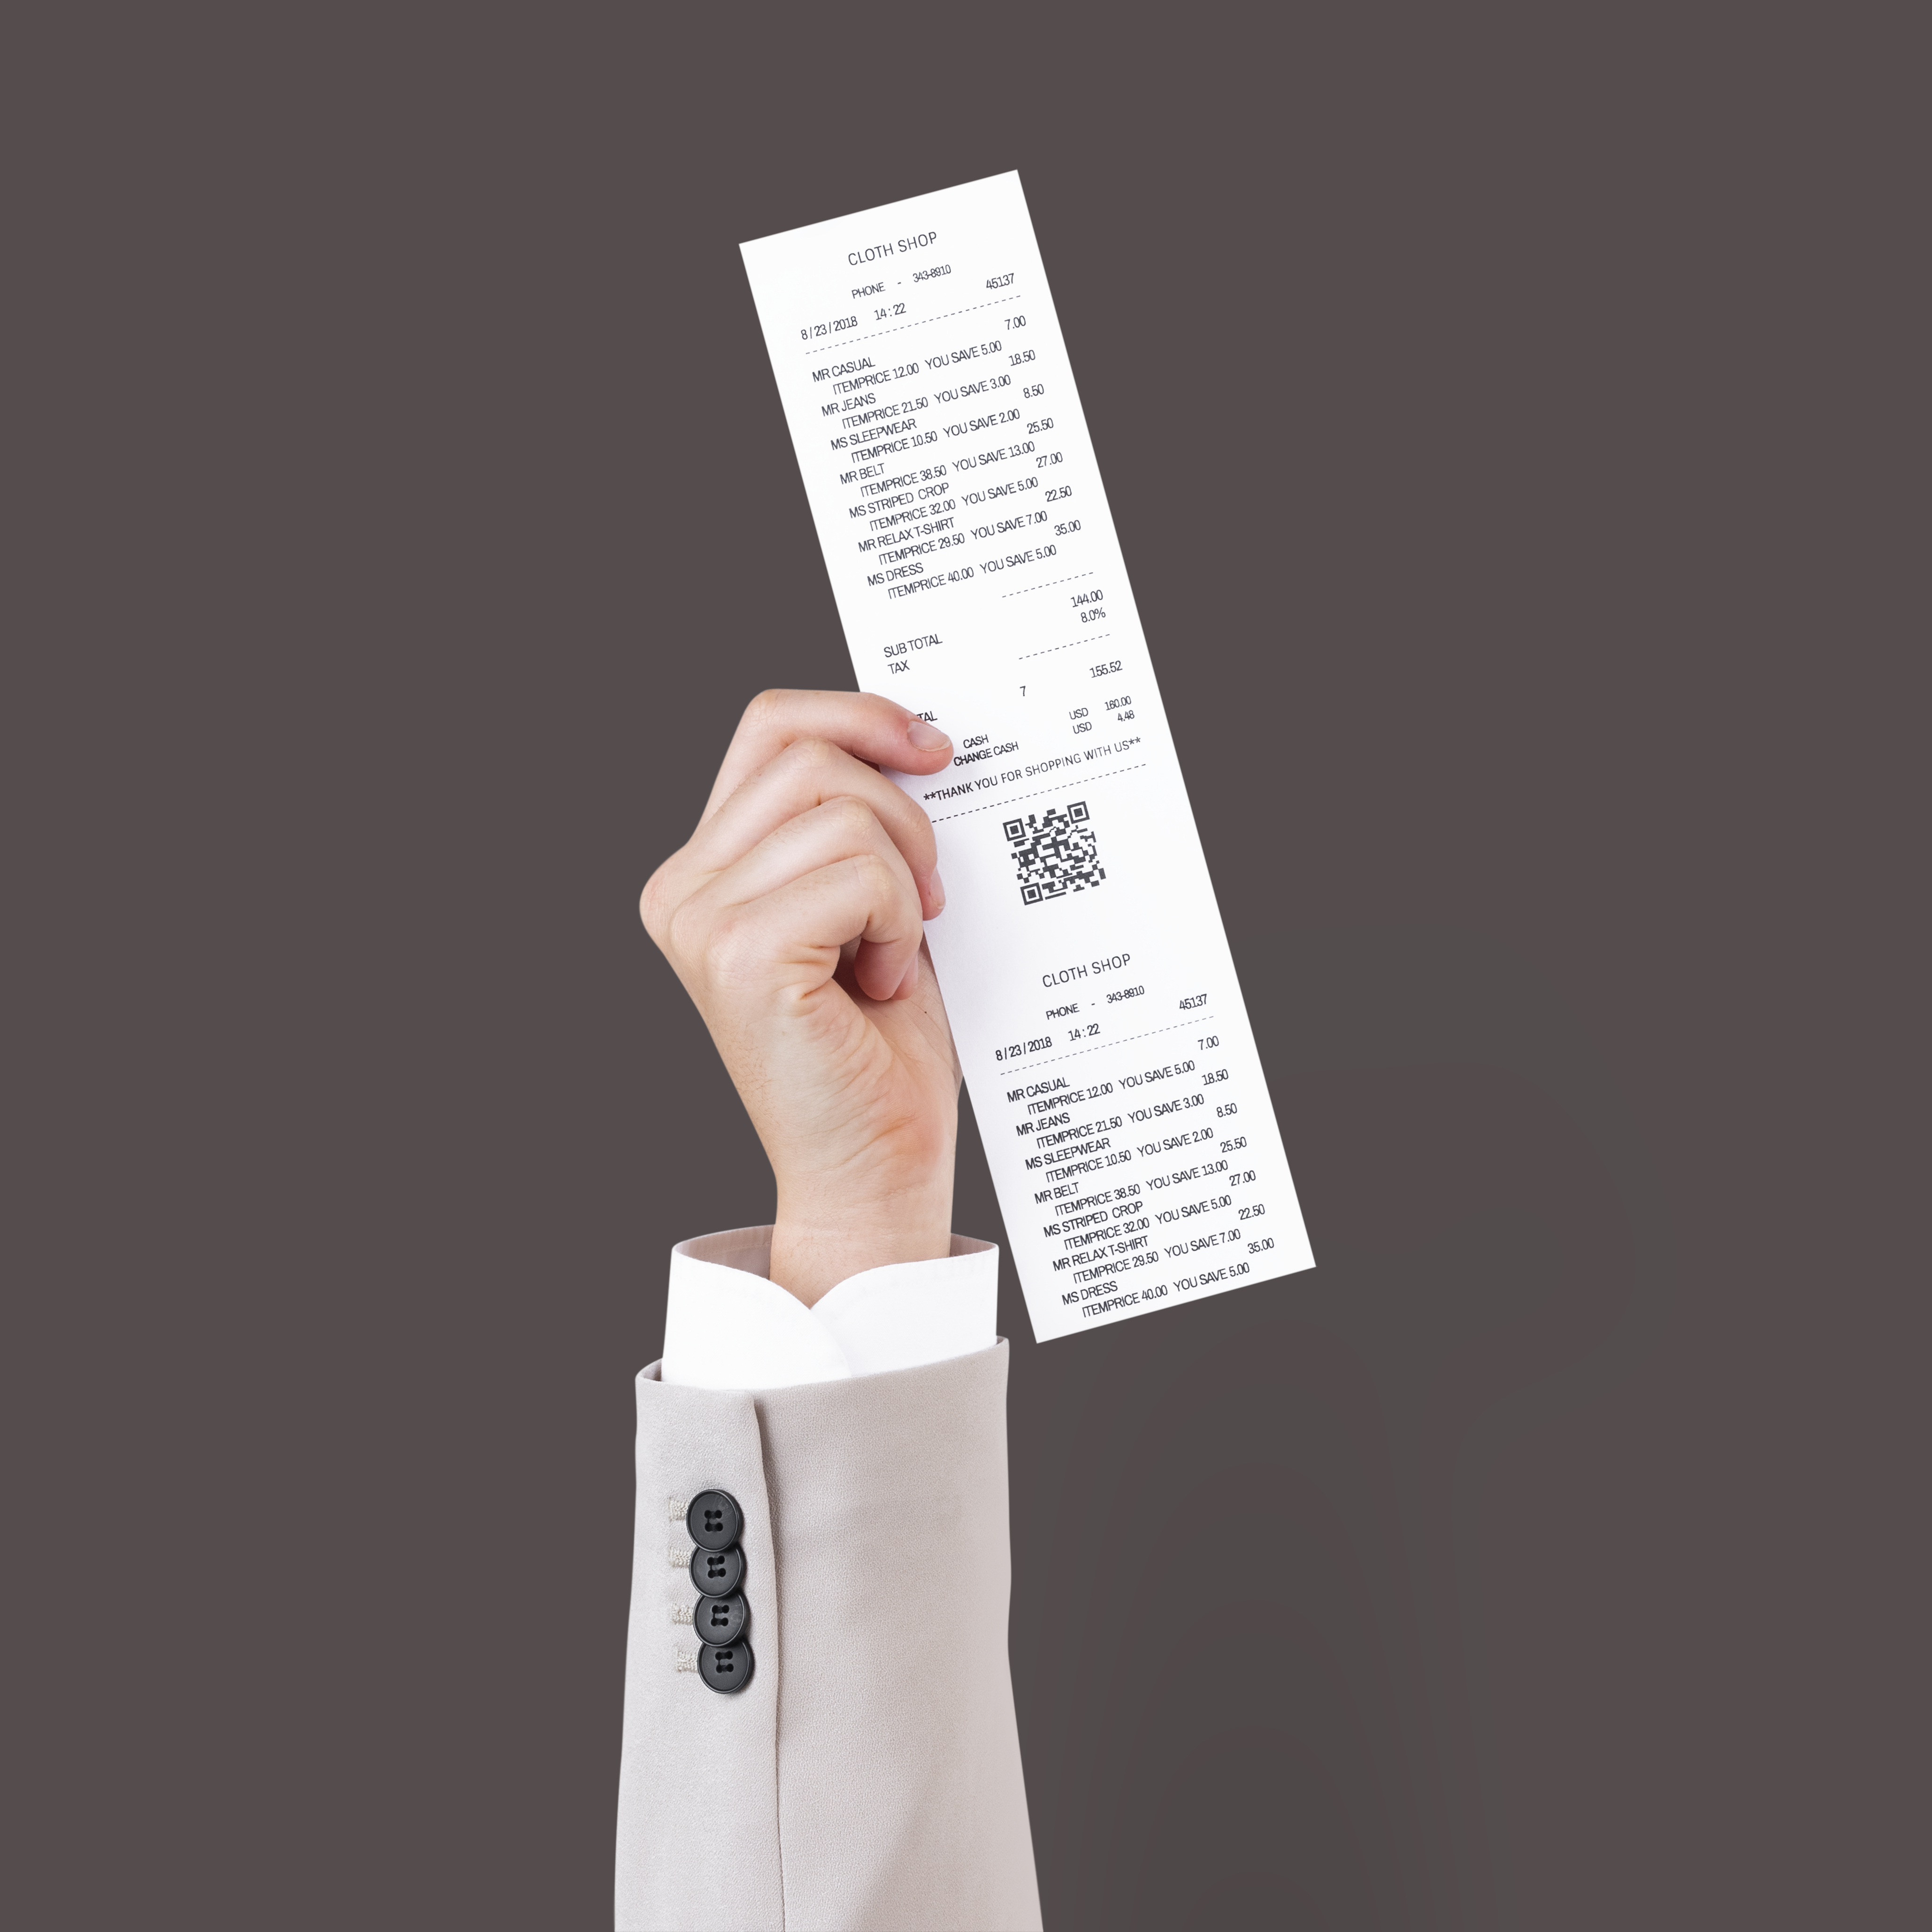 CLOTH SHOP
PHONE - 343-8910
8 / 23 / 2018 14 : 22 45137
MR CASUAL 7.00
ITEMPRICE 12.00 YOU SAVE 5.00
MR JEANS 18.50
ITEMPRICE 21.50 YOU SAVE 3.00
MS SLEEPWEAR 8.50
ITEMPRICE 10.50 YOU SAVE 2.00
MR BELT 25.50
ITEMPRICE 38.50 YOU SAVE 13.00
MS STRIPED CROP 27.00
ITEMPRICE 32.00 YOU SAVE 5.00
MR RELAX T-SHIRT 22.50
ITEMPRICE 29.50 YOU SAVE 7.00
MS DRESS 35.00
ITEMPRICE 40.00 YOU SAVE 5.00
SUB TOTAL 144.00
TAX 8.0%
TAL 7 155.52
CASH USD 160.00
CHANGE CASH USD 4.48
**THANK YOU FOR SHOPPING WITH US**
CLOTH SHOP
PHONE - 343-8910
8 / 23 / 2018 14 : 22 45137
MR CASUAL 7.00
ITEMPRICE 12.00 YOU SAVE 5.00
MR JEANS 18.50
ITEMPRICE 21.50 YOU SAVE 3.00
MS SLEEPWEAR 8.50
ITEMPRICE 10.50 YOU SAVE 2.00
MR BELT 25.50
ITEMPRICE 38.50 YOU SAVE 13.00
MS STRIPED CROP 27.00
ITEMPRICE 32.00 YOU SAVE 5.00
MR RELAX T-SHIRT 22.50
ITEMPRICE 29.50 YOU SAVE 7.00
MS DRESS 35.00
ITEMPRICE 40.00 YOU SAVE 5.00